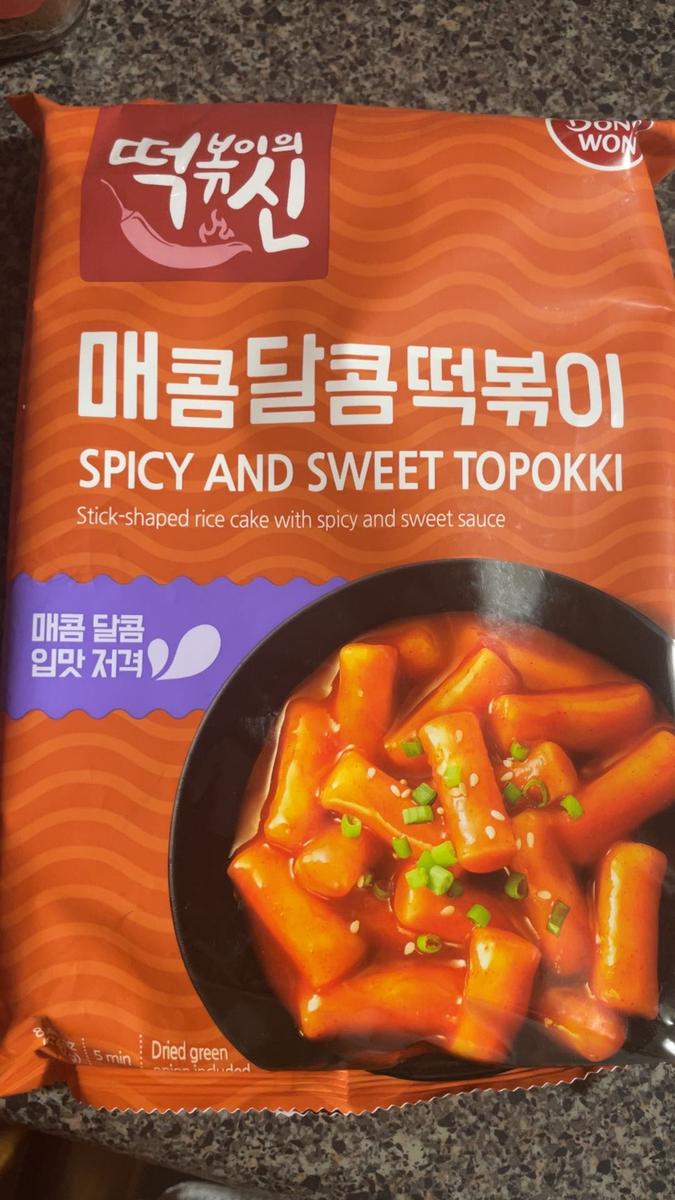 떡볶이의
신
DONG
WON
매콤달콤떡볶이
SPICY AND SWEET TOPOKKI
Stick-shaped rice cake with spicy and sweet sauce
매콤 달콤
입맛 저격
5 min
Dried green
onion included